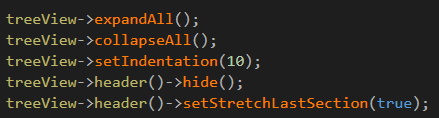 treeView->expandAll();
treeView->collapseAll();
treeView->setIndentation(10);
treeView->header()->hide();
treeView->header()->setStretchLastSection(true);